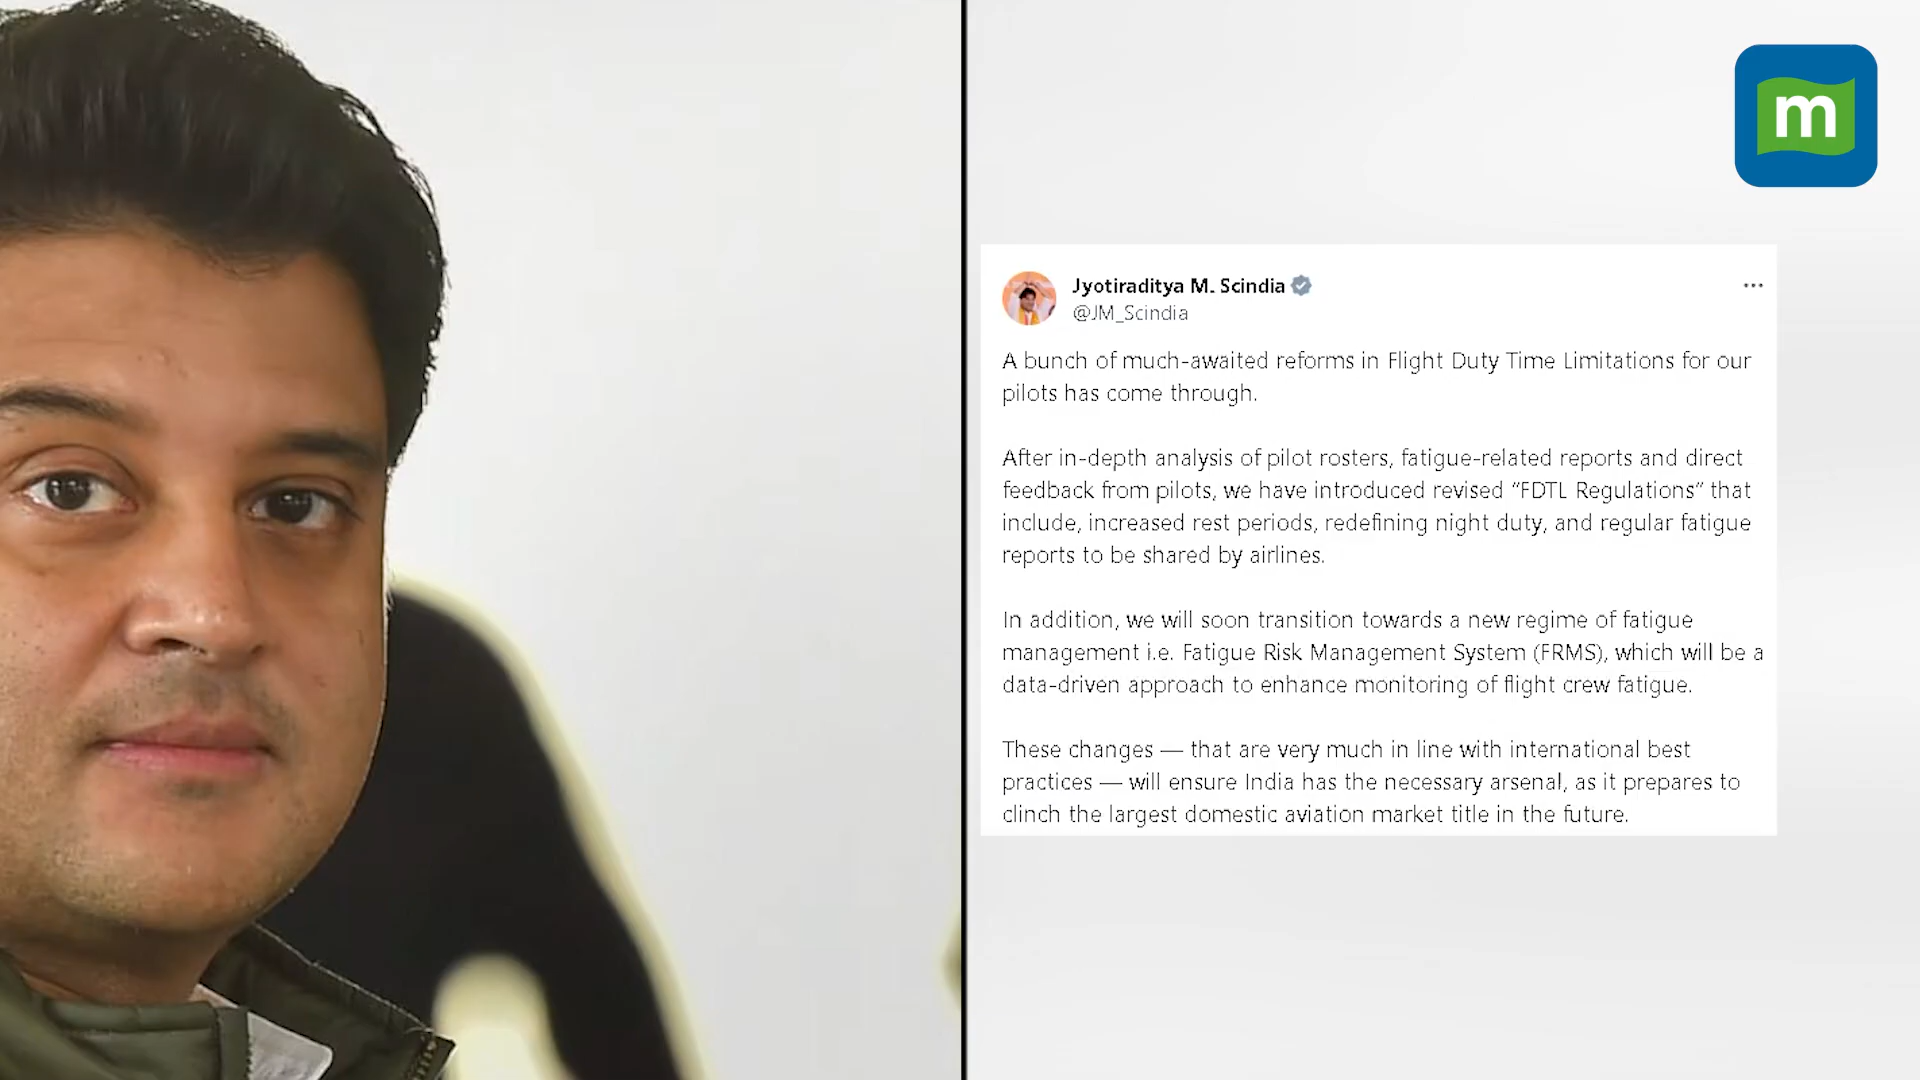 m
Jyotiraditya M. Scindia
@JM_Scindia
A bunch of much-awaited reforms in Flight Duty Time Limitations for our
pilots has come through.
After in-depth analysis of pilot rosters, fatigue-related reports and direct
feedback from pilots, we have introduced revised “FDTL Regulations” that
include, increased rest periods, redefining night duty, and regular fatigue
reports to be shared by airlines.
In addition, we will soon transition towards a new regime of fatigue
management i.e. Fatigue Risk Management System (FRMS), which will be a
data-driven approach to enhance monitoring of flight crew fatigue.
These changes — that are very much in line with international best
practices — will ensure India has the necessary arsenal, as it prepares to
clinch the largest domestic aviation market title in the future.